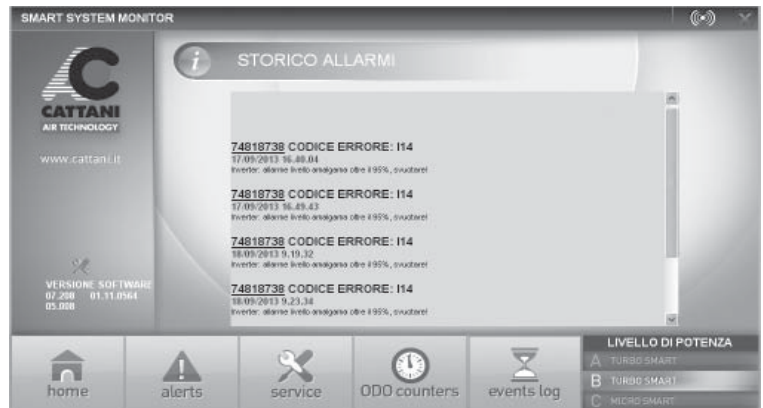 SMART SYSTEM MONITOR
STORICO ALLARMI
CATTANI
AIR TECHNOLOGY
www.cattani.it
74818738 CODICE ERRORE: I14
17/09/2013 16.40.04
Inverter: allarme livello amalgama oltre il 95%, svuotare!
74818738 CODICE ERRORE: I14
17/09/2013 16.49.43
Inverter: allarme livello amalgama oltre il 95%, svuotare!
74818738 CODICE ERRORE: I14
18/09/2013 9.19.32
Inverter: allarme livello amalgama oltre il 95%, svuotare!
74818738 CODICE ERRORE: I14
18/09/2013 9.23.34
Inverter: allarme livello amalgama oltre il 95%, svuotare!
VERSIONE SOFTWARE
07.208 01.11.0564
05.008
home
alerts
service
ODO counters
events log
LIVELLO DI POTENZA
A TURBO SMART
B TURBO SMART
C MICRO SMART